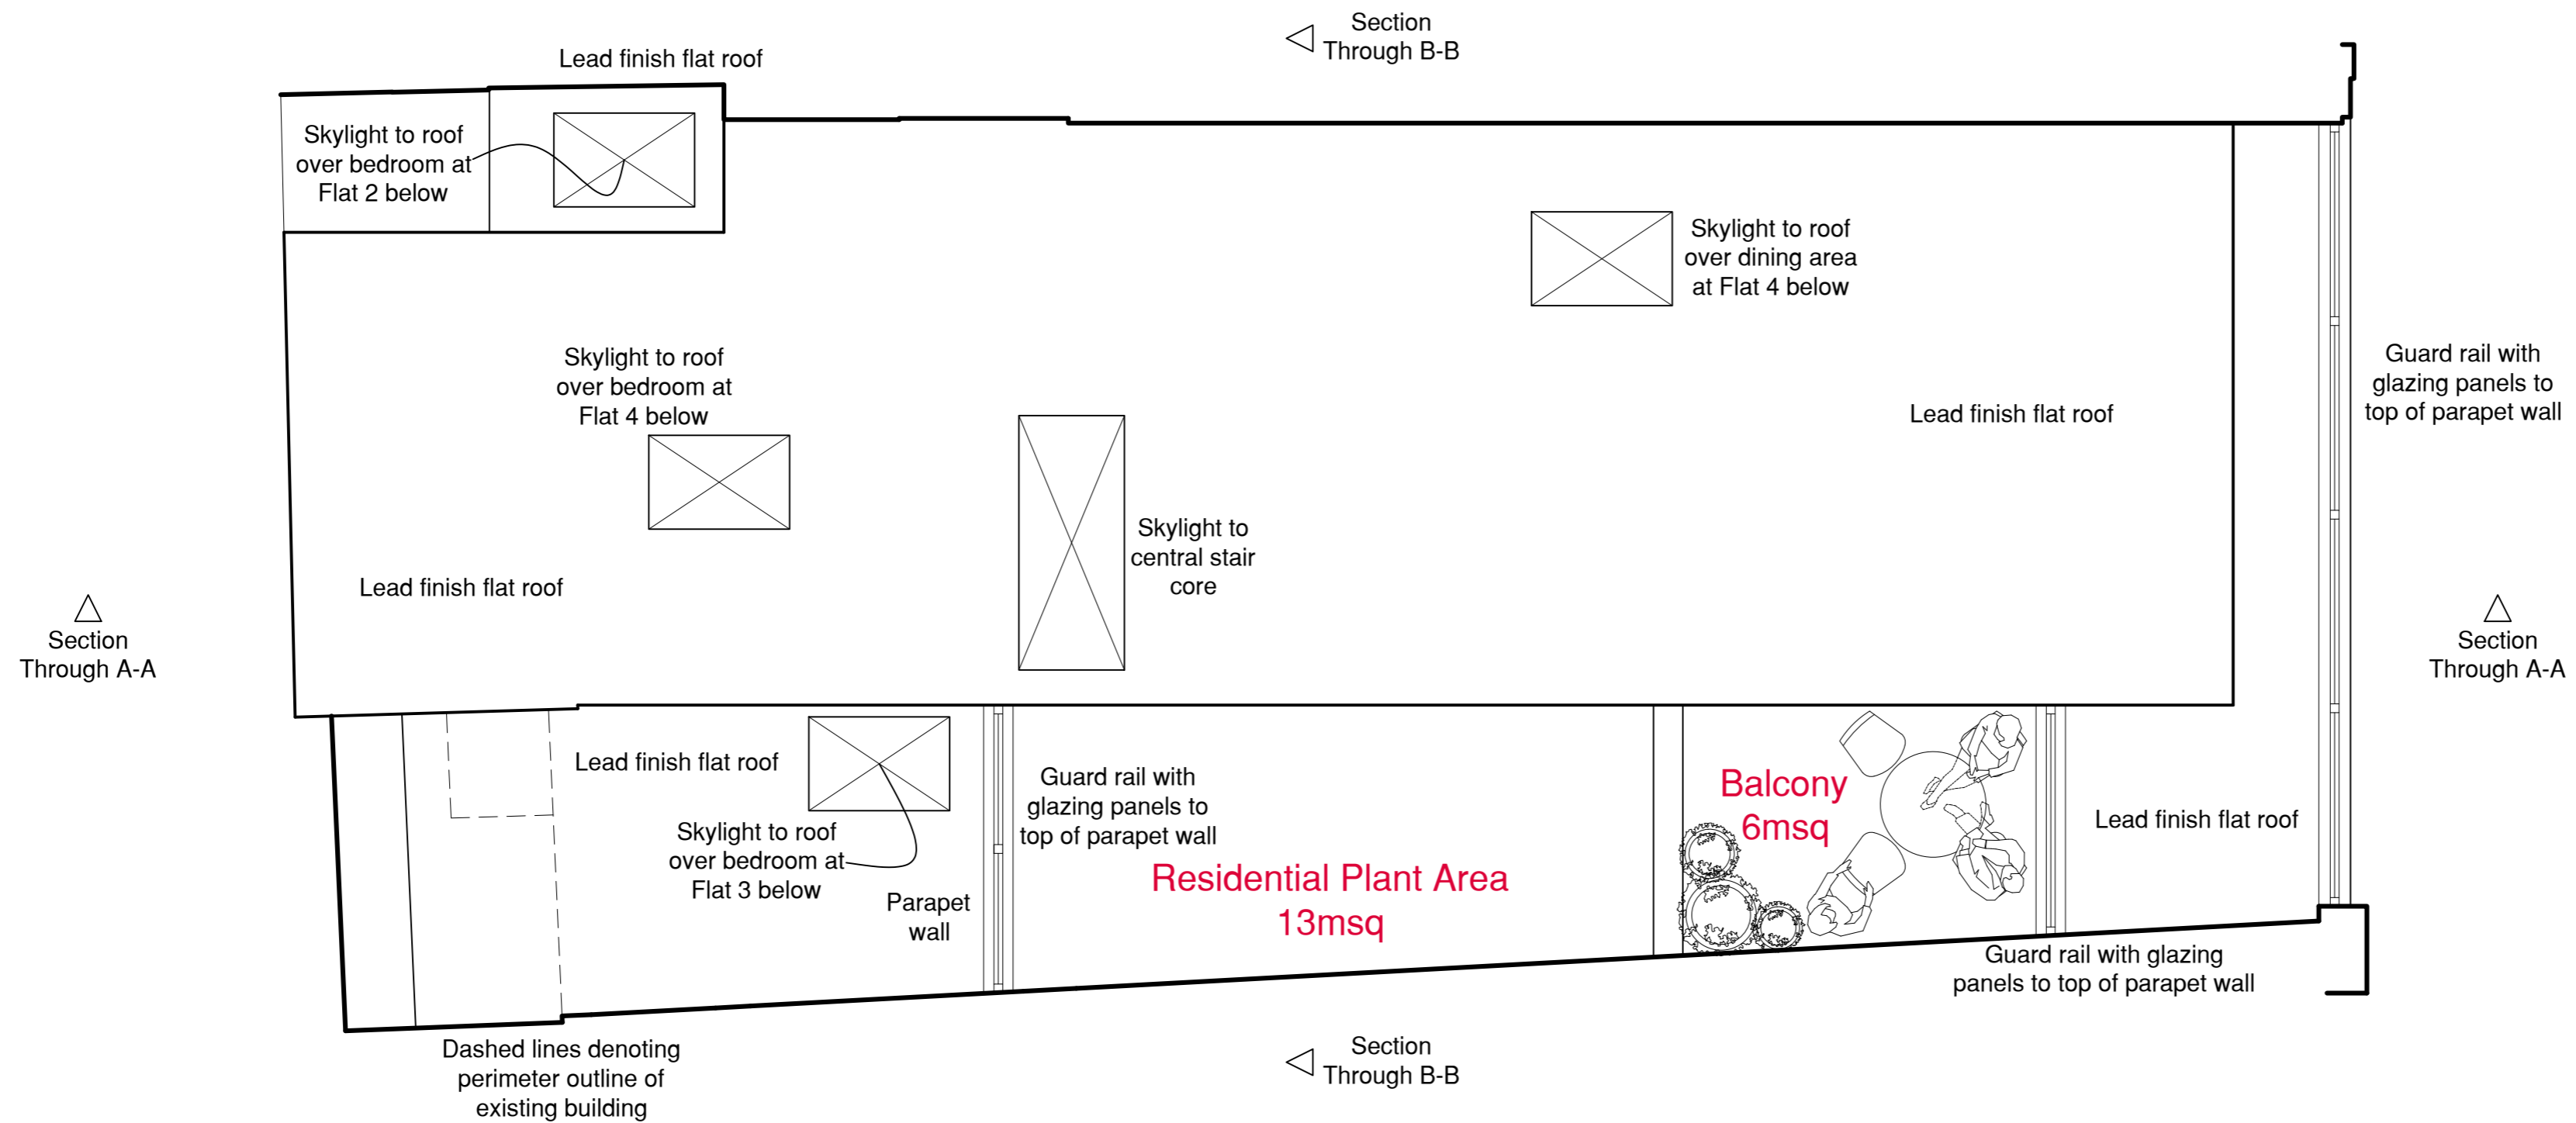 Section
Through B-B
Lead finish flat roof
Skylight to roof
over bedroom at
Flat 2 below
Skylight to roof
over dining area
at Flat 4 below
Guard rail with
glazing panels to
top of parapet wall
Skylight to roof
over bedroom at
Flat 4 below
Lead finish flat roof
Skylight to
central stair
core
Lead finish flat roof
Section
Through A-A
Section
Through A-A
Lead finish flat roof
Guard rail with
glazing panels to
top of parapet wall
Balcony
6msq
Lead finish flat roof
Skylight to roof
over bedroom at
Flat 3 below
Parapet
wall
Residential Plant Area
13msq
Guard rail with glazing
panels to top of parapet wall
Dashed lines denoting
perimeter outline of
existing building
Section
Through B-B